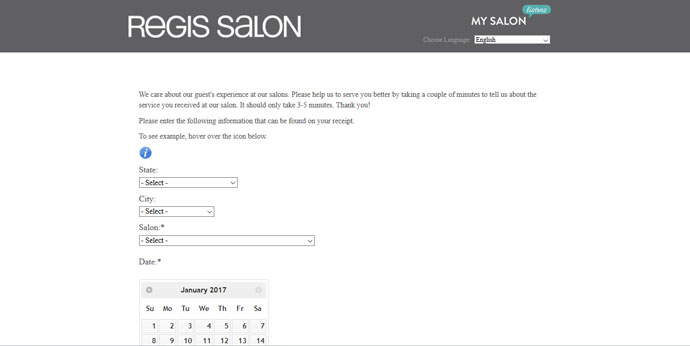 REGIS SALON
listens
MY SALON
Choose Language: English
We care about our guest's experience at our salons. Please help us to serve you better by taking a couple of minutes to tell us about the
service you received at our salon. It should only take 3-5 minutes. Thank you!
Please enter the following information that can be found on your receipt.
To see example, hover over the icon below.
i
State:
- Select -
City:
- Select -
Salon:*
- Select -
Date:*
January 2017
Su Mo Tu We Th Fr Sa
1 2 3 4 5 6 7
8 9 10 11 12 13 14